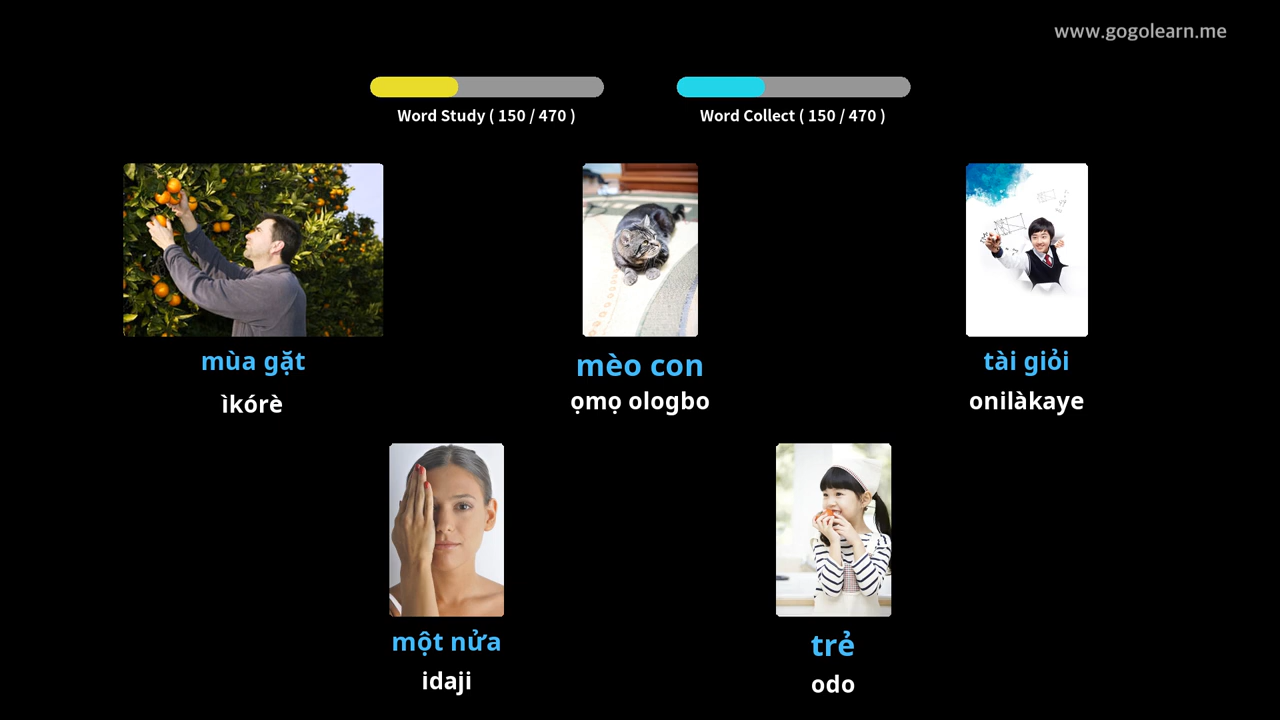 www.gogolearn.me
Word Study ( 150 / 470 )
Word Collect ( 150 / 470 )
mùa gặt
ìkórè
mèo con
ọmọ ologbo
tài giỏi
onilàkaye
một nửa
idaji
trẻ
odo